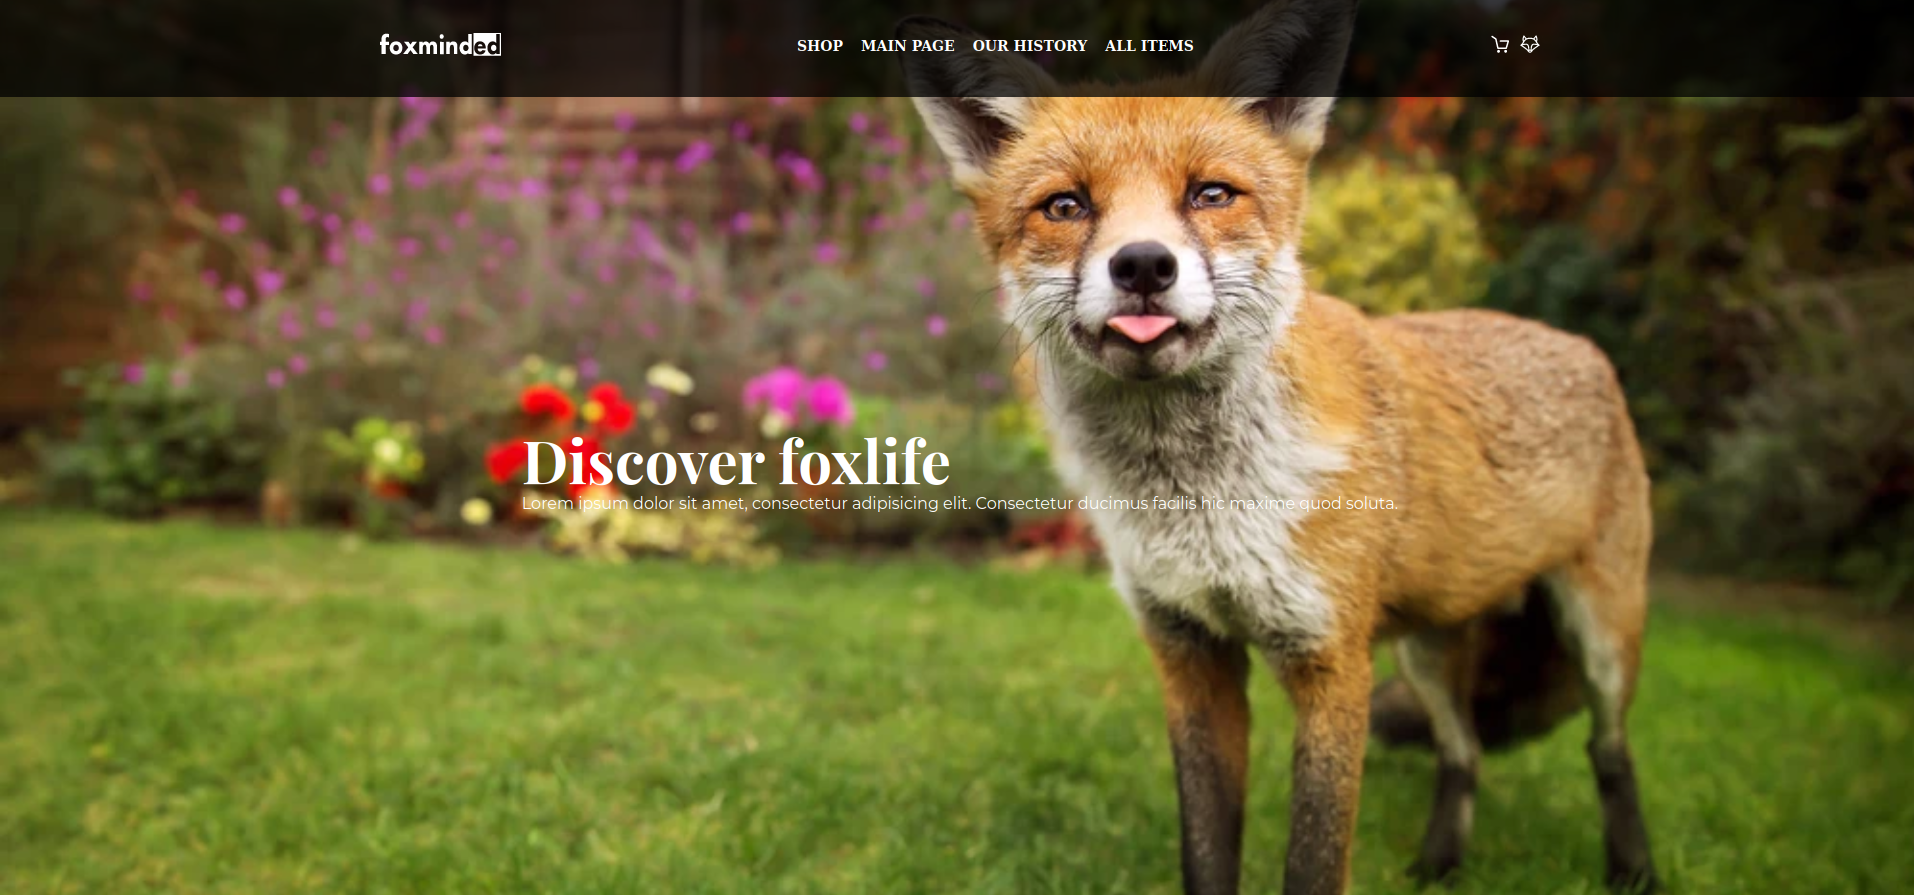 foxminded
SHOP MAIN PAGE OUR HISTORY ALL ITEMS
Discover foxlife
Lorem ipsum dolor sit amet, consectetur adipisicing elit. Consectetur ducimus facilis hic maxime quod soluta.